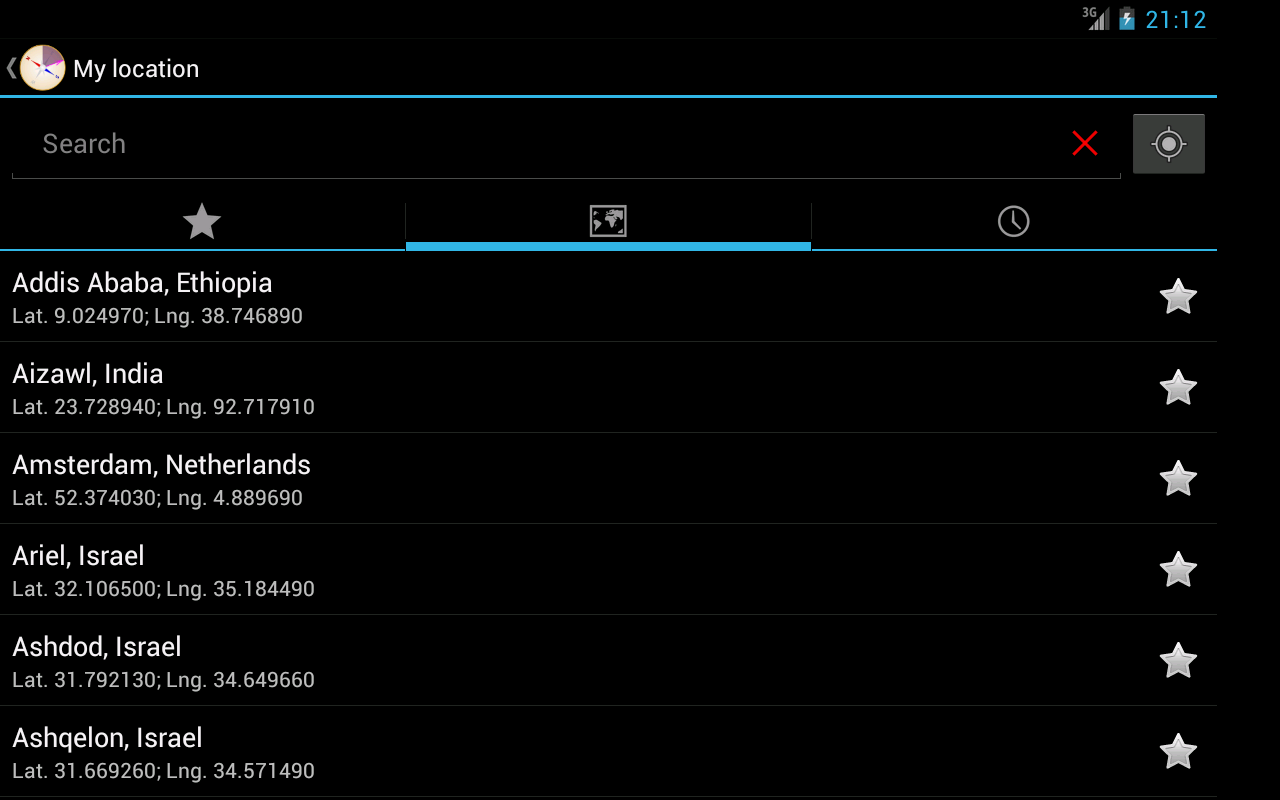 3G 21:12
My location
Search
Addis Ababa, Ethiopia
Lat. 9.024970; Lng. 38.746890
Aizawl, India
Lat. 23.728940; Lng. 92.717910
Amsterdam, Netherlands
Lat. 52.374030; Lng. 4.889690
Ariel, Israel
Lat. 32.106500; Lng. 35.184490
Ashdod, Israel
Lat. 31.792130; Lng. 34.649660
Ashqelon, Israel
Lat. 31.669260; Lng. 34.571490